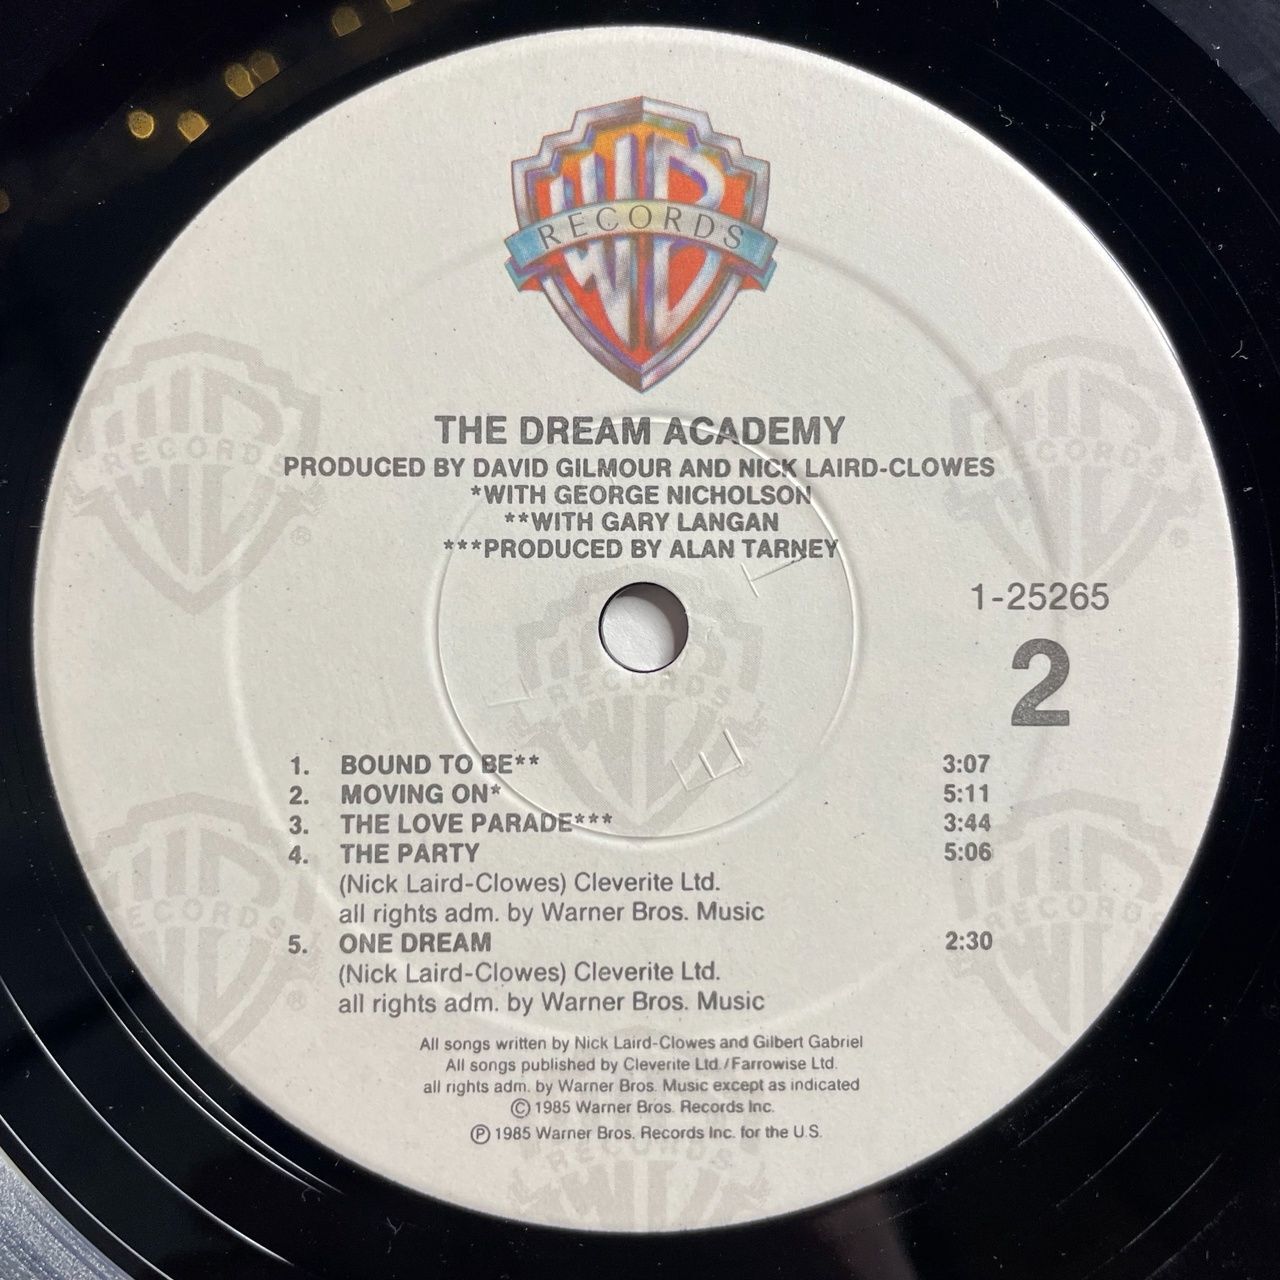 RECORDS
THE DREAM ACADEMY
PRODUCED BY DAVID GILMOUR AND NICK LAIRD-CLOWES
*WITH GEORGE NICHOLSON
**WITH GARY LANGAN
***PRODUCED BY ALAN TARNEY
RECORDS
RECORDS
1-25265
2
RECORDS
1. BOUND TO BE** 3:07
2. MOVING ON* 5:11
3. THE LOVE PARADE*** 3:44
4. THE PARTY 5:06
(Nick Laird-Clowes) Cleverite Ltd.
all rights adm. by Warner Bros. Music
5. ONE DREAM 2:30
(Nick Laird-Clowes) Cleverite Ltd.
all rights adm. by Warner Bros. Music
RECORDS
RECORDS
All songs written by Nick Laird-Clowes and Gilbert Gabriel
All songs published by Cleverite Ltd./Farrowise Ltd.
all rights adm. by Warner Bros. Music except as indicated
© 1985 Warner Bros. Records Inc.
℗ 1985 Warner Bros. Records Inc. for the U.S.
RECORDS